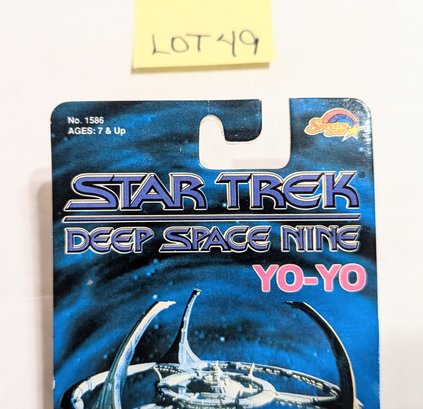 LOT 49
No. 1586
AGES: 7 & Up
STAR TREK
DEEP SPACE NINE
YO-YO